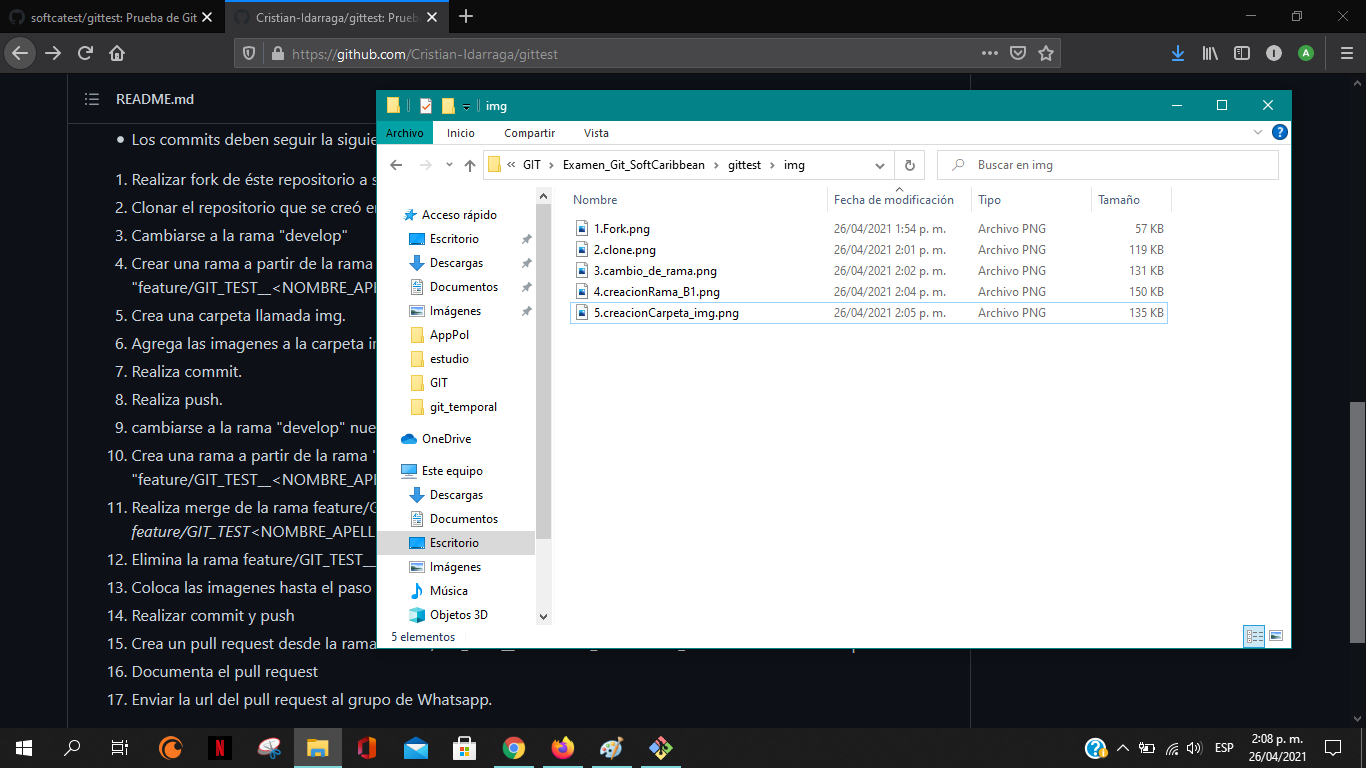 softcatest/gittest: Prueba de Git
Cristian-Idarraga/gittest: Prueb
https://github.com/Cristian-Idarraga/gittest
README.md
Los commits deben seguir la siguie
1. Realizar fork de éste repositorio a s
2. Clonar el repositorio que se creó e
3. Cambiarse a la rama "develop"
4. Crear una rama a partir de la rama
"feature/GIT_TEST__<NOMBRE_APE
5. Crea una carpeta llamada img.
6. Agrega las imagenes a la carpeta i
7. Realiza commit.
8. Realiza push.
9. cambiarse a la rama "develop" nue
10. Crea una rama a partir de la rama "
"feature/GIT_TEST__<NOMBRE_APE
11. Realiza merge de la rama feature/G
feature/GIT_TEST<NOMBRE_APELL
12. Elimina la rama feature/GIT_TEST__
13. Coloca las imagenes hasta el paso
14. Realizar commit y push
15. Crea un pull request desde la rama
16. Documenta el pull request
17. Enviar la url del pull request al grupo de Whatsapp.
img
Archivo Inicio Compartir Vista
« GIT > Examen_Git_SoftCaribbean > gittest > img
Buscar en img
Acceso rápido
Escritorio
Descargas
Documentos
Imágenes
AppPol
estudio
GIT
git_temporal
OneDrive
Este equipo
Descargas
Documentos
Escritorio
Imágenes
Música
Objetos 3D
Nombre Fecha de modificación Tipo Tamaño
1.Fork.png 26/04/2021 1:54 p. m. Archivo PNG 57 KB
2.clone.png 26/04/2021 2:01 p. m. Archivo PNG 119 KB
3.cambio_de_rama.png 26/04/2021 2:02 p. m. Archivo PNG 131 KB
4.creacionRama_B1.png 26/04/2021 2:04 p. m. Archivo PNG 150 KB
5.creacionCarpeta_img.png 26/04/2021 2:05 p. m. Archivo PNG 135 KB
5 elementos
ESP
2:08 p. m.
26/04/2021